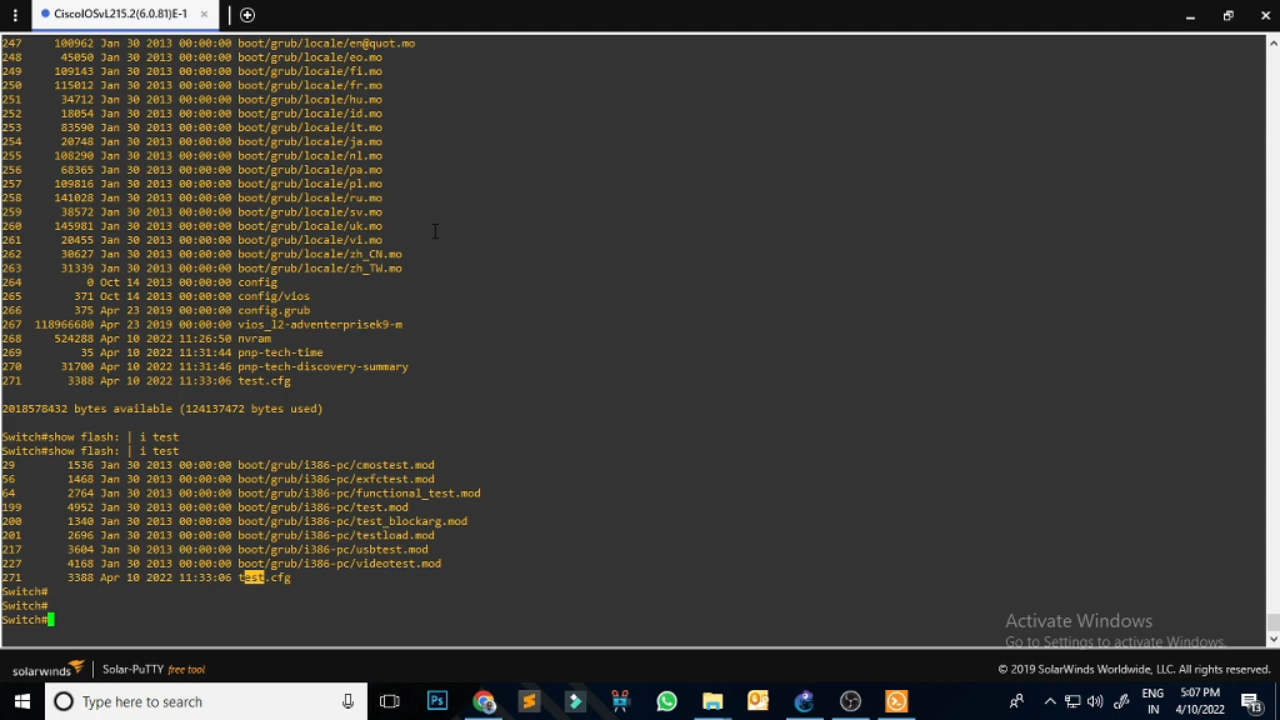 CiscoIOSvL215.2(6.0.81)E-1
247 100962 Jan 30 2013 00:00:00 boot/grub/locale/en@quot.mo
248 45050 Jan 30 2013 00:00:00 boot/grub/locale/eo.mo
249 109143 Jan 30 2013 00:00:00 boot/grub/locale/fi.mo
250 115012 Jan 30 2013 00:00:00 boot/grub/locale/fr.mo
251 34712 Jan 30 2013 00:00:00 boot/grub/locale/hu.mo
252 18054 Jan 30 2013 00:00:00 boot/grub/locale/id.mo
253 83590 Jan 30 2013 00:00:00 boot/grub/locale/it.mo
254 20748 Jan 30 2013 00:00:00 boot/grub/locale/ja.mo
255 108290 Jan 30 2013 00:00:00 boot/grub/locale/nl.mo
256 68365 Jan 30 2013 00:00:00 boot/grub/locale/pa.mo
257 109816 Jan 30 2013 00:00:00 boot/grub/locale/pl.mo
258 141028 Jan 30 2013 00:00:00 boot/grub/locale/ru.mo
259 38572 Jan 30 2013 00:00:00 boot/grub/locale/sv.mo
260 145981 Jan 30 2013 00:00:00 boot/grub/locale/uk.mo
261 20455 Jan 30 2013 00:00:00 boot/grub/locale/vi.mo
262 30627 Jan 30 2013 00:00:00 boot/grub/locale/zh_CN.mo
263 31339 Jan 30 2013 00:00:00 boot/grub/locale/zh_TW.mo
264 0 Oct 14 2013 00:00:00 config
265 371 Oct 14 2013 00:00:00 config/vios
266 375 Apr 23 2019 00:00:00 config.grub
267 118966680 Apr 23 2019 00:00:00 vios_l2-adventerprisek9-m
268 524288 Apr 10 2022 11:26:50 nvram
269 35 Apr 10 2022 11:31:44 pnp-tech-time
270 31700 Apr 10 2022 11:31:46 pnp-tech-discovery-summary
271 3388 Apr 10 2022 11:33:06 test.cfg
2018578432 bytes available (124137472 bytes used)
Switch#show flash: | i test
Switch#show flash: | i test
29 1536 Jan 30 2013 00:00:00 boot/grub/i386-pc/cmostest.mod
56 1468 Jan 30 2013 00:00:00 boot/grub/i386-pc/exfctest.mod
64 2764 Jan 30 2013 00:00:00 boot/grub/i386-pc/functional_test.mod
199 4952 Jan 30 2013 00:00:00 boot/grub/i386-pc/test.mod
200 1340 Jan 30 2013 00:00:00 boot/grub/i386-pc/test_blockarg.mod
201 2696 Jan 30 2013 00:00:00 boot/grub/i386-pc/testload.mod
217 3604 Jan 30 2013 00:00:00 boot/grub/i386-pc/usbtest.mod
227 4168 Jan 30 2013 00:00:00 boot/grub/i386-pc/videotest.mod
271 3388 Apr 10 2022 11:33:06 test.cfg
Switch#
Switch#
Switch#
Activate Windows
Go to Settings to activate Windows.
solarwinds Solar-PuTTY free tool
© 2019 SolarWinds Worldwide, LLC. All rights reserved.
Type here to search
Ps
ENG
IN
5:07 PM
4/10/2022
13